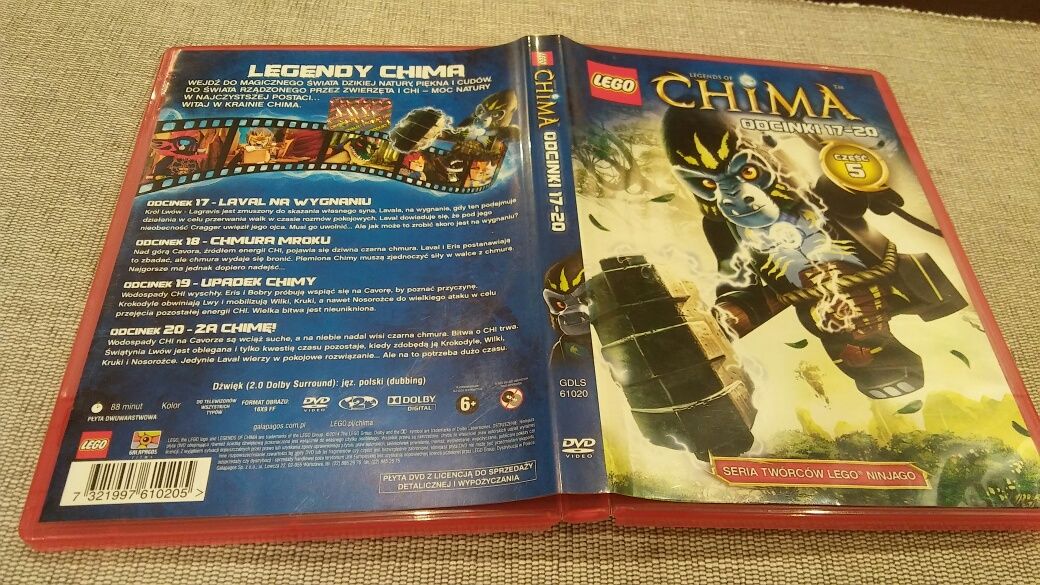 LEGENDY CHIMA
WEJDŹ DO MAGICZNEGO ŚWIATA DZIKIEJ NATURY, PIĘKNA I CUDÓW.
DO ŚWIATA RZĄDZONEGO PRZEZ ZWIERZĘTA I CHI – MOC NATURY
W NAJCZYSTSZEJ POSTACI...
WITAJ W KRAINIE CHIMA.
ODCINEK 17 - LAVAL NA WYGNANIU
Król Lwów - Lagravis jest zmuszony do skazania własnego syna, Lavala, na wygnanie, gdy ten podejmuje
działania w celu przerwania walk w czasie rozmów pokojowych. Laval dowiaduje się, że pod jego
nieobecność Cragger uwięził jego ojca. Musi go uwolnić... Ale jak może to zrobić skoro jest na wygnaniu?
ODCINEK 18 - CHMURA MROKU
Nad górą Cavora, źródłem energii CHI, pojawia się dziwna czarna chmura. Laval i Eris postanawiają
to zbadać, ale chmura wydaje się bronić. Plemiona Chimy muszą zjednoczyć siły w walce z chmurą.
Najgorsze ma jednak dopiero nadejść...
ODCINEK 19 - UPADEK CHIMY
Wodospady CHI wyschły. Eris i Bobry próbują wspiąć się na Cavorę, by poznać przyczynę.
Krokodyle obwiniają Lwy i mobilizują Wilki, Kruki, a nawet Nosorożce do wielkiego ataku w celu
przejęcia pozostałej energii CHI. Wielka bitwa jest nieunikniona.
ODCINEK 20 - ZA CHIMĘ!
Wodospady CHI na Cavorze są wciąż suche, a na niebie nadal wisi czarna chmura. Bitwa o CHI trwa.
Świątynia Lwów jest oblegana i tylko kwestią czasu pozostaje, kiedy zdobędą ją Krokodyle, Wilki,
Kruki i Nosorożce. Jedynie Laval wierzy w pokojowe rozwiązanie... Ale na to potrzeba dużo czasu.
Dźwięk (2.0 Dolby Surround): jęz. polski (dubbing)
88 minut
Kolor
DO TELEWIZORÓW
WSZYSTKICH
TYPÓW
FORMAT OBRAZU:
16X9 FF
DVD
VIDEO
2
DOLBY
DIGITAL
6+
PŁYTA DWUWARSTWOWA
galapagos.com.pl
LEGO.pl/chima
LEGO
GALAPAGOS
FILMS
7 321997 610205 >
PŁYTA DVD Z LICENCJĄ DO SPRZEDAŻY
DETALICZNEJ I WYPOŻYCZANIA
LEGO
CHIMA
ODCINKI 17-20
GDLS
61020
DVD
VIDEO
LEGO
LEGENDS OF
CHIMA™
ODCINKI 17-20
CZĘŚĆ
5
SERIA TWÓRCÓW LEGO® NINJAGO